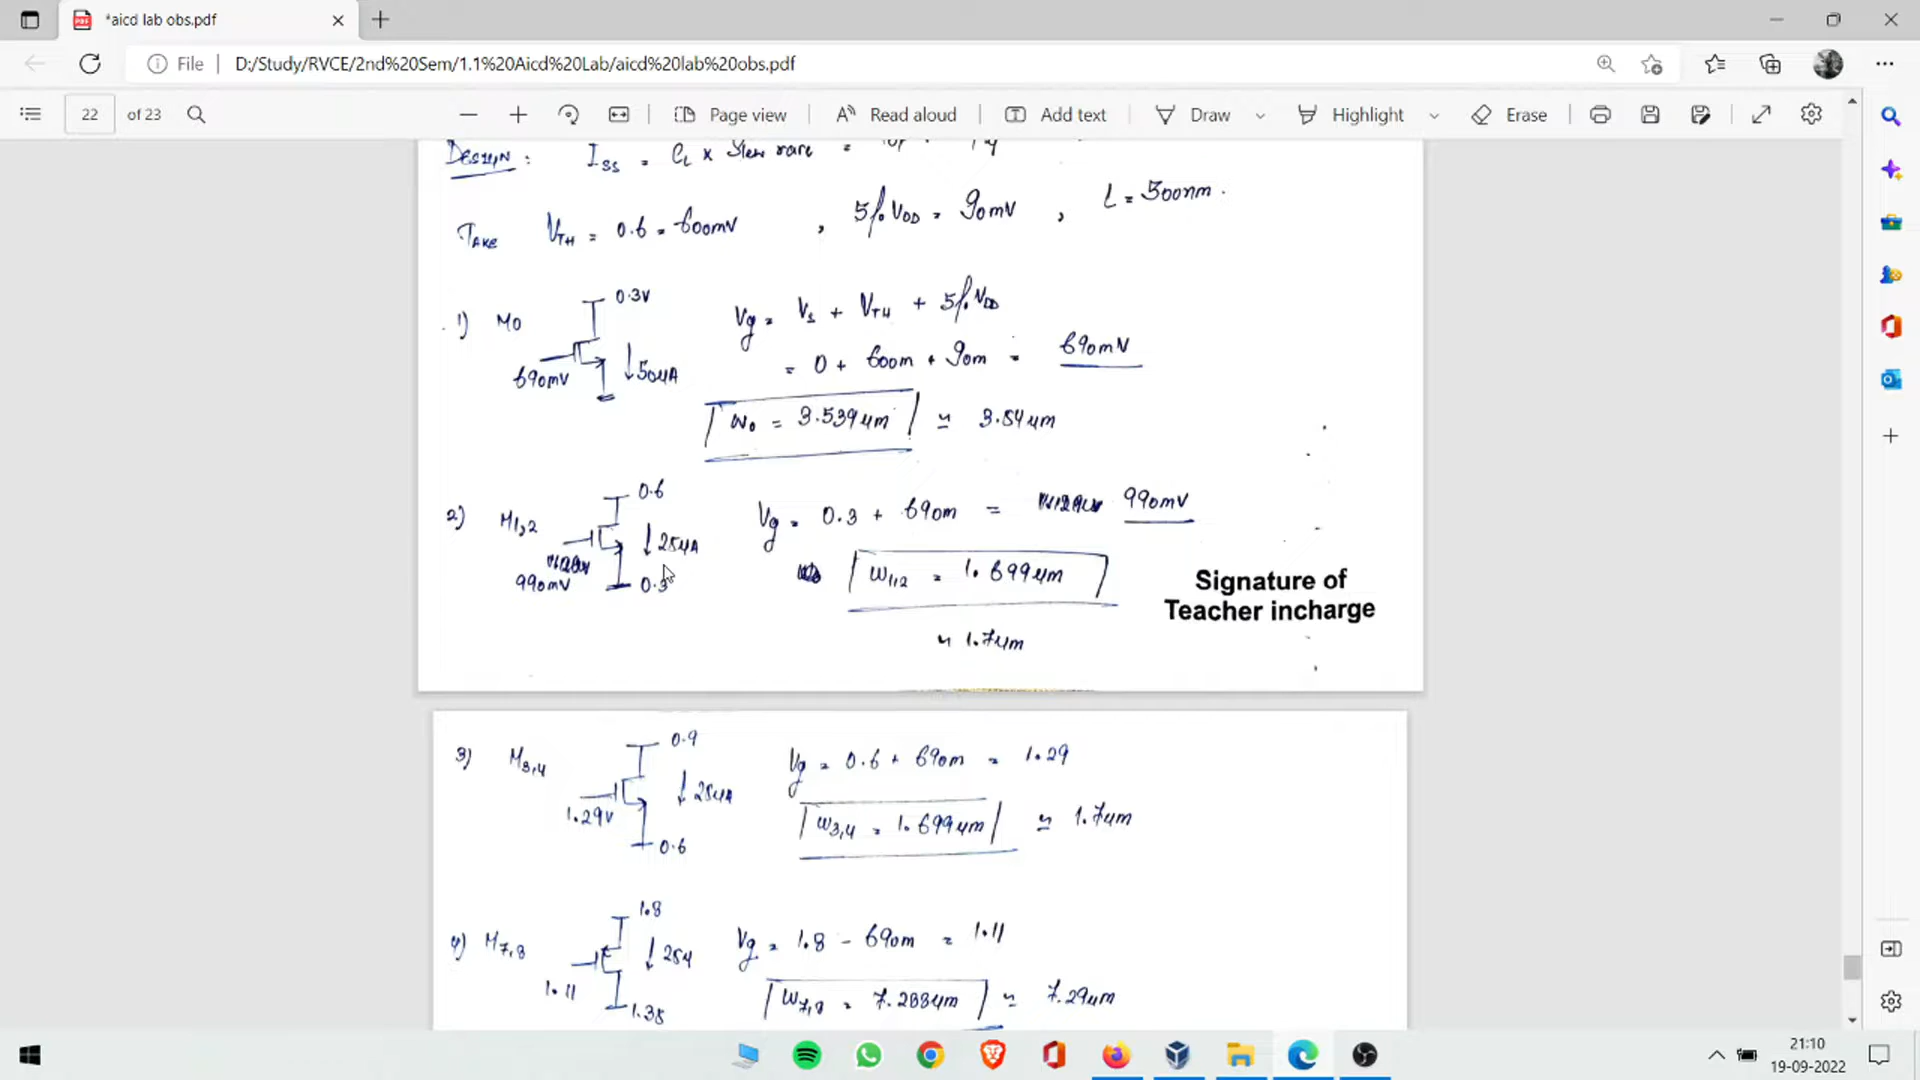 *aicd lab obs.pdf
File
D:/Study/RVCE/2nd%20Sem/1.1%20Aicd%20Lab/aicd%20lab%20obs.pdf
22 of 23
Page view
Read aloud
Add text
Draw
Highlight
Erase
DESIGN : ISS = CL x Slew rate =
TAKE VTH = 0.6 = 600mV , 5% VDD = 90mV , L = 500nm.
1) M0
0.3V
690mV
50uA
Vg = Vs + VTH + 5% VDD
= 0 + 600m + 90m = 690mV
W0 = 3.539um ≃ 3.54um
2) M1,2
0.6
25uA
990mV
0.3
Vg = 0.3 + 690m = 990mV
W1,2 = 1.699um
~ 1.7um
Signature of
Teacher incharge
3) M3,4
0.9
25uA
1.29V
0.6
Vg = 0.6 + 690m = 1.29
W3,4 = 1.699um ≃ 1.7um
4) M7,8
1.8
25u
1.11
1.35
Vg = 1.8 - 690m = 1.11
W7,8 = 7.288um ≃ 7.29um
21:10
19-09-2022